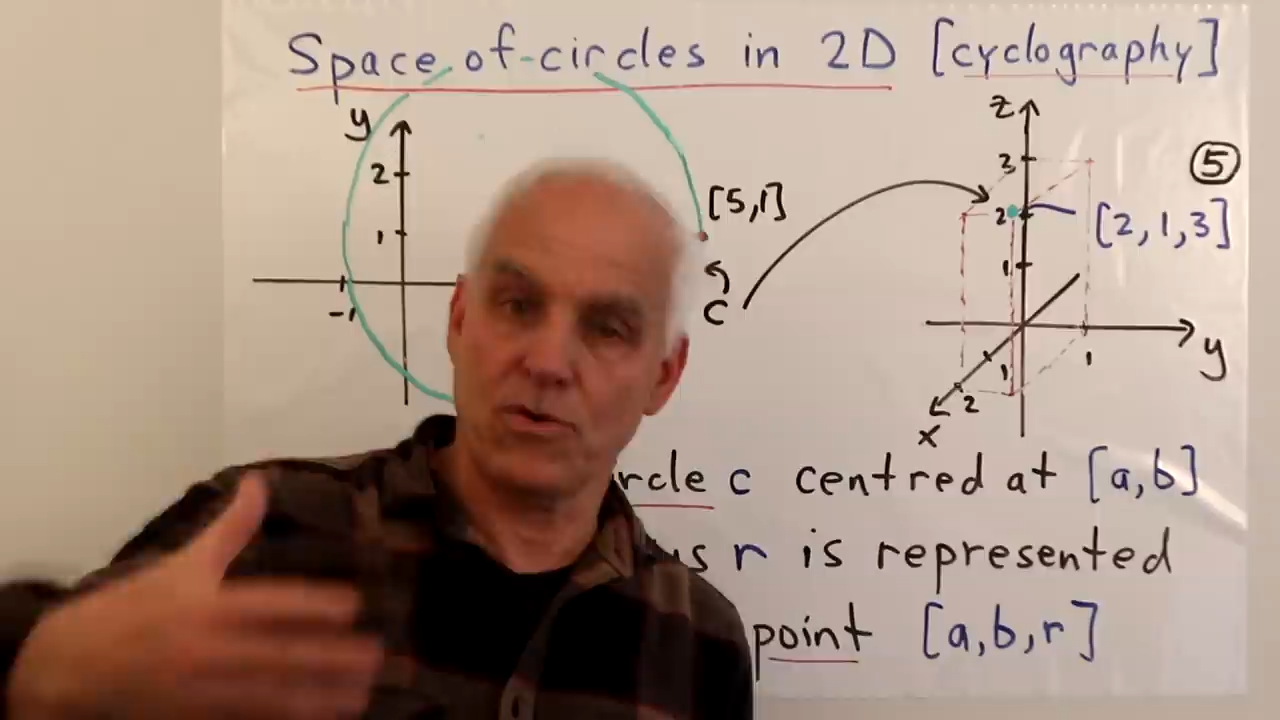 Space-of-circles in 2D [cyclography]
y
2
1
-1
[5,1]
C
z
3
2
1
[2,1,3]
5
y
1
1
2
x
c centred at [a,b]
r is represented
point [a,b,r]